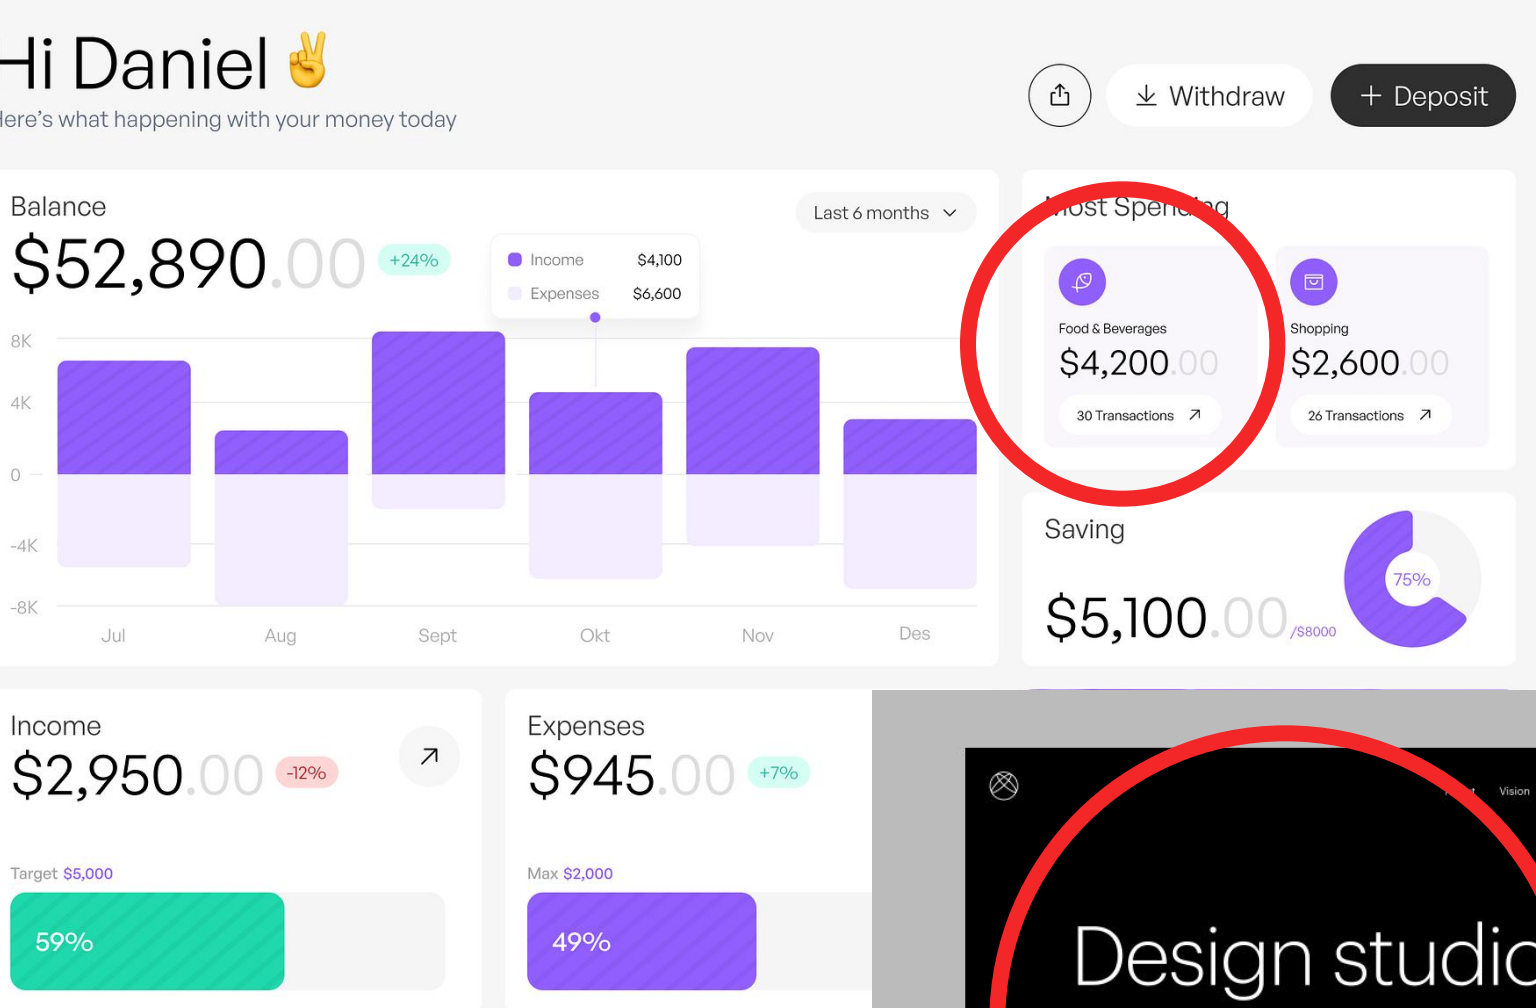 Hi Daniel ✌
Here's what happening with your money today
Withdraw
+ Deposit
Balance
$52,890.00 +24%
Last 6 months
Income $4,100
Expenses $6,600
8K
4K
0
-4K
-8K
Jul Aug Sept Okt Nov Des
Most Spending
Food & Beverages
$4,200.00
30 Transactions
Shopping
$2,600.00
26 Transactions
Saving
$5,100.00 /$8000
75%
Income
$2,950.00 -12%
Target $5,000
59%
Expenses
$945.00 +7%
Max $2,000
49%
Vision
Design studio